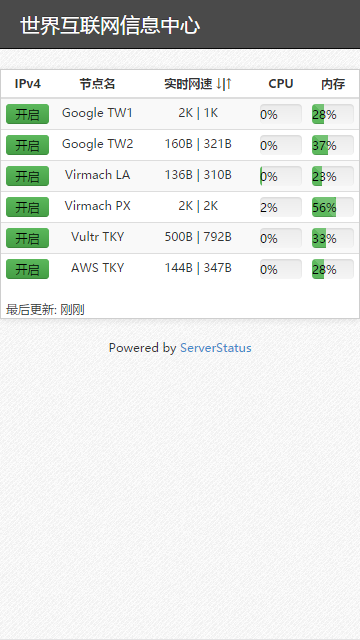 世界互联网信息中心
IPv4 节点名 实时网速 ↓|↑ CPU 内存
开启 Google TW1 2K | 1K 0% 28%
开启 Google TW2 160B | 321B 0% 37%
开启 Virmach LA 136B | 310B 0% 23%
开启 Virmach PX 2K | 2K 2% 56%
开启 Vultr TKY 500B | 792B 0% 33%
开启 AWS TKY 144B | 347B 0% 28%
最后更新: 刚刚
Powered by ServerStatus